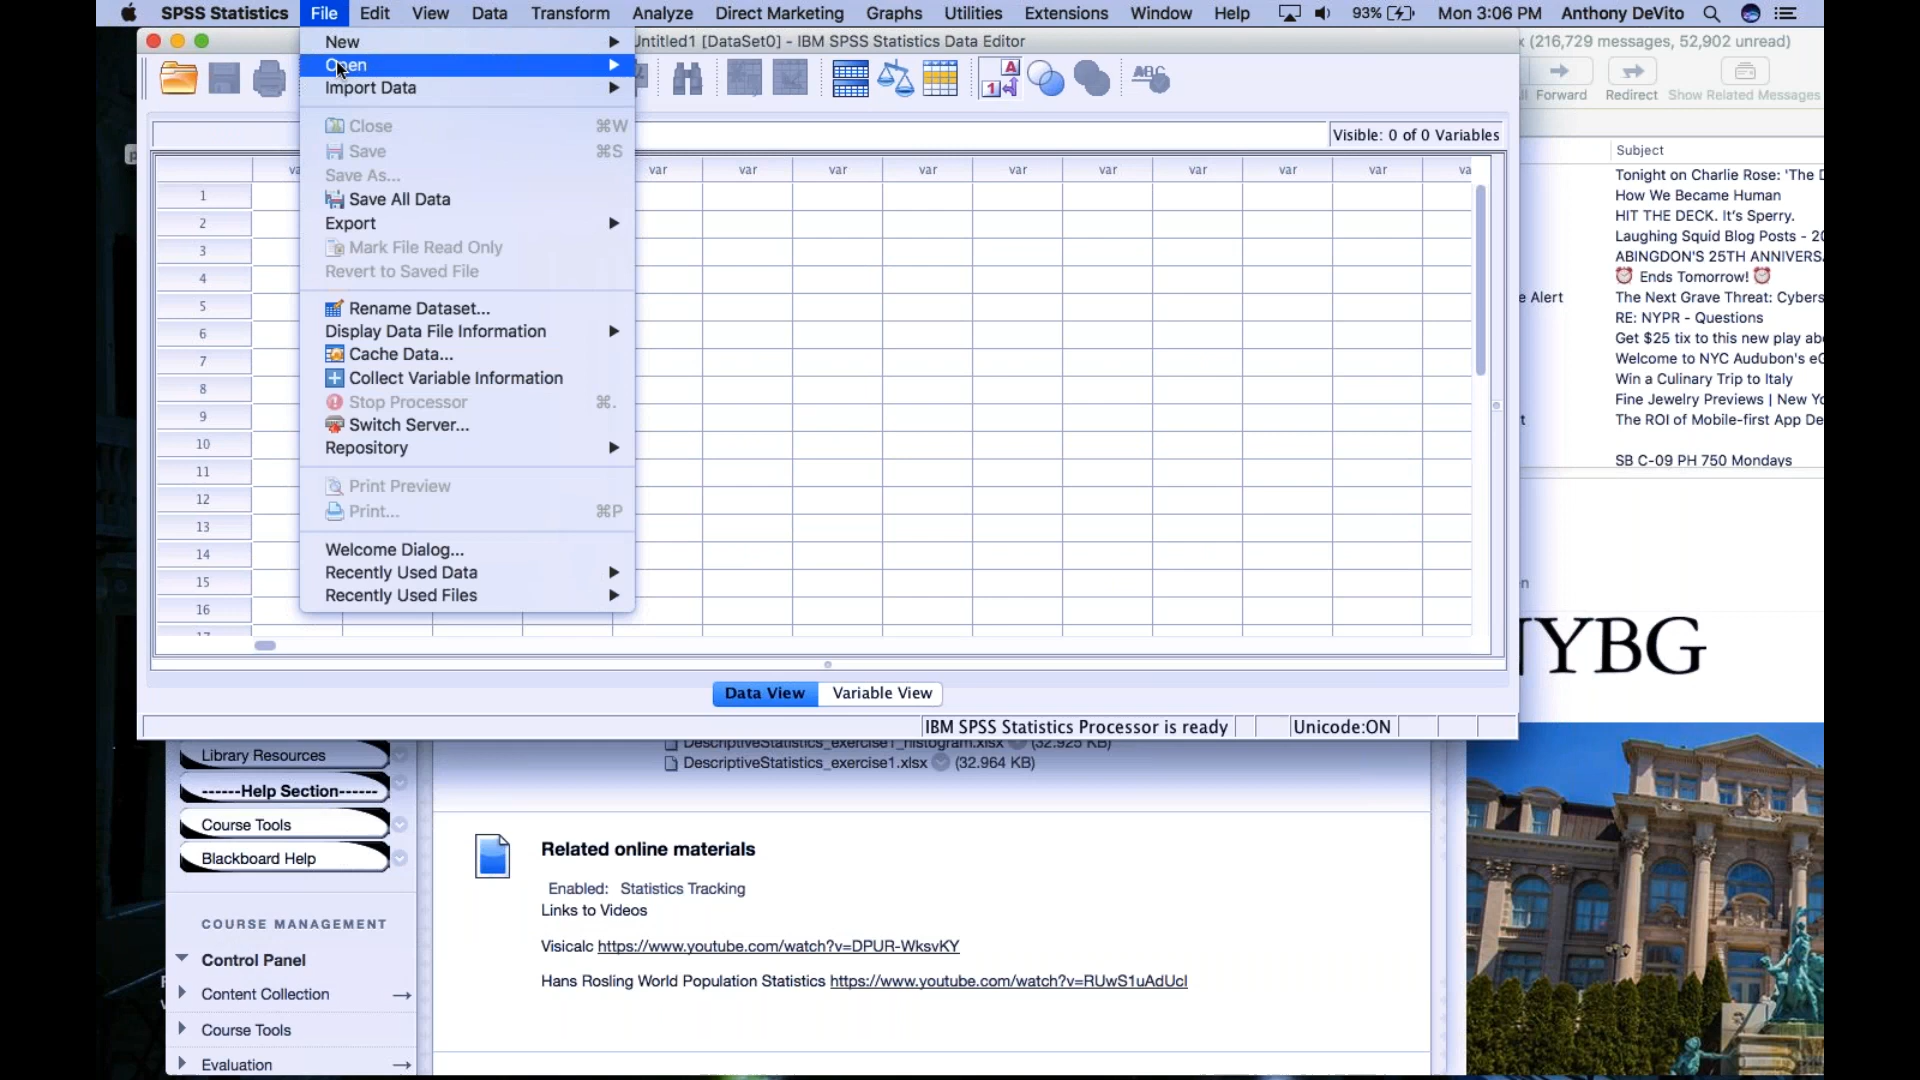 SPSS Statistics File Edit View Data Transform Analyze Direct Marketing Graphs Utilities Extensions Window Help 93% Mon 3:06 PM Anthony DeVito
Untitled1 [DataSet0] - IBM SPSS Statistics Data Editor
(216,729 messages, 52,902 unread)
New
Open
Import Data
Close ⌘W
Save ⌘S
Save As...
Save All Data
Export
Mark File Read Only
Revert to Saved File
Rename Dataset...
Display Data File Information
Cache Data...
Collect Variable Information
Stop Processor ⌘.
Switch Server...
Repository
Print Preview
Print... ⌘P
Welcome Dialog...
Recently Used Data
Recently Used Files
Forward Redirect Show Related Messages
Visible: 0 of 0 Variables
var var var var var var var var var
1
2
3
4
5
6
7
8
9
10
11
12
13
14
15
16
17
Data View Variable View
IBM SPSS Statistics Processor is ready Unicode:ON
Subject
Tonight on Charlie Rose: 'The
How We Became Human
HIT THE DECK. It's Sperry.
Laughing Squid Blog Posts - 20
ABINGDON'S 25TH ANNIVERS
⏰ Ends Tomorrow! ⏰
e Alert The Next Grave Threat: Cybers
RE: NYPR - Questions
Get $25 tix to this new play ab
Welcome to NYC Audubon's e
Win a Culinary Trip to Italy
Fine Jewelry Previews | New Yo
t The ROI of Mobile-first App De
SB C-09 PH 750 Mondays
NYBG
DescriptiveStatistics_exercise1_histogram.xlsx (32.925 KB)
DescriptiveStatistics_exercise1.xlsx (32.964 KB)
Library Resources
------Help Section------
Course Tools
Blackboard Help
COURSE MANAGEMENT
Control Panel
Content Collection
Course Tools
Evaluation
Related online materials
Enabled: Statistics Tracking
Links to Videos
Visicalc https://www.youtube.com/watch?v=DPUR-WksvKY
Hans Rosling World Population Statistics https://www.youtube.com/watch?v=RUwS1uAdUcI